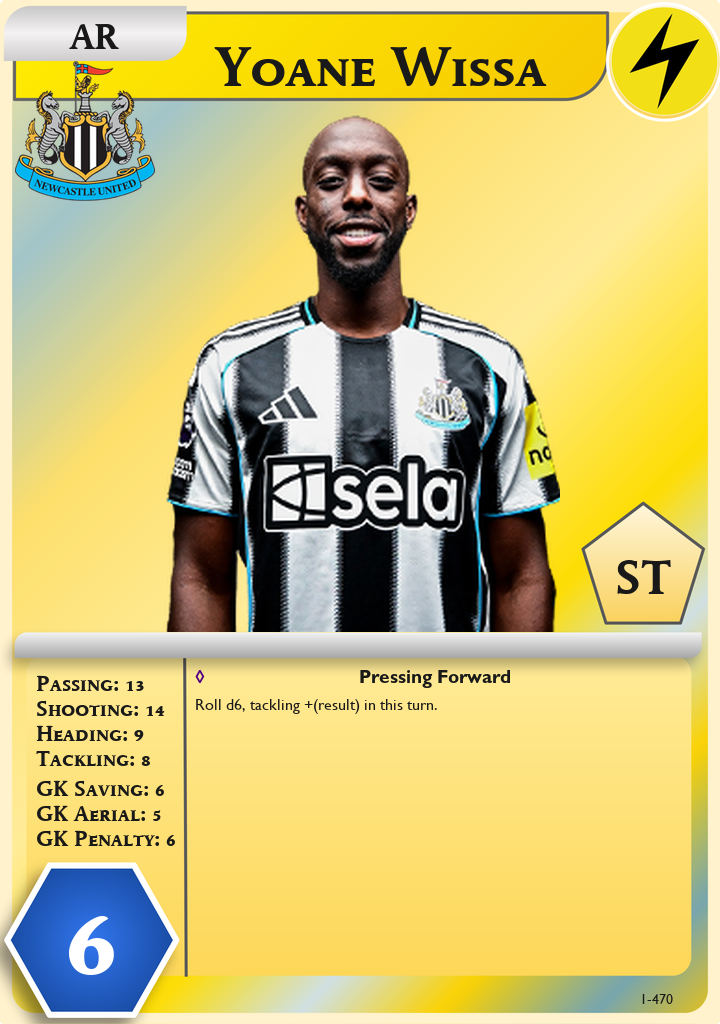 AR
Yoane Wissa
NEWCASTLE UNITED
sela
ST
Passing: 13
Shooting: 14
Heading: 9
Tackling: 8
GK Saving: 6
GK Aerial: 5
GK Penalty: 6
6
◊ Pressing Forward
Roll d6, tackling +(result) in this turn.
1-470